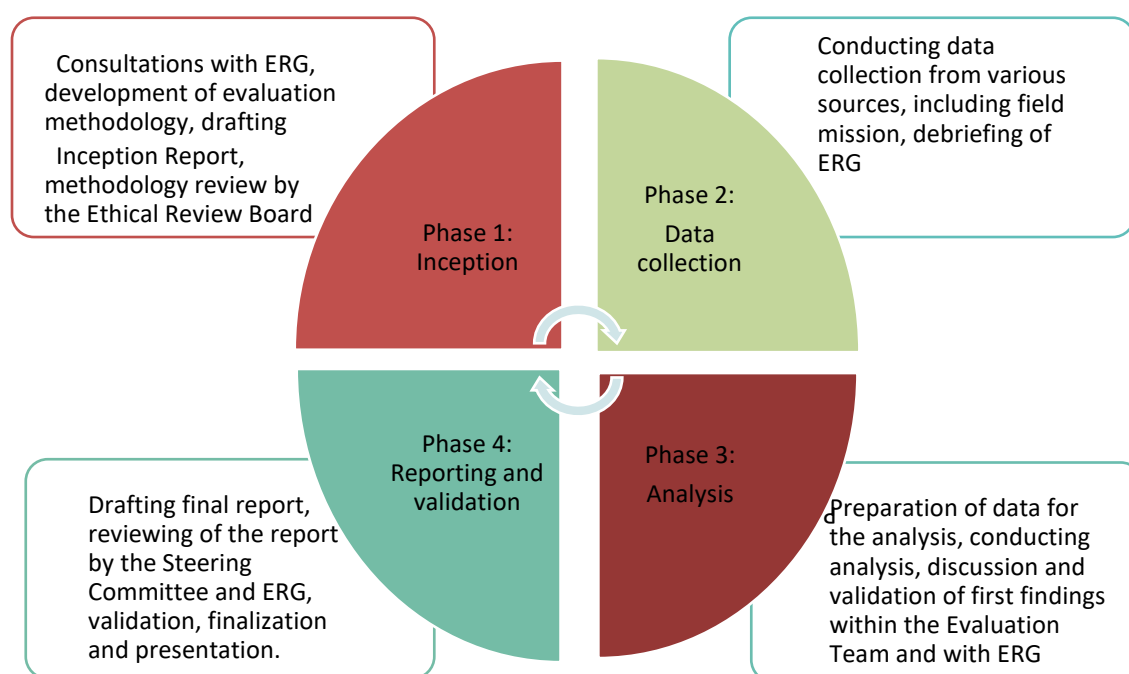 Consultations with ERG,
development of evaluation
methodology, drafting
Inception Report,
methodology review by
the Ethical Review Board
Conducting data
collection from various
sources, including field
mission, debriefing of
ERG
Phase 1:
Inception
Phase 2:
Data
collection
Phase 4:
Reporting and
validation
Phase 3:
Analysis
Drafting final report,
reviewing of the report
by the Steering
Committee and ERG,
validation, finalization
and presentation.
Preparation of data for
the analysis, conducting
analysis, discussion and
validation of first findings
within the Evaluation
Team and with ERG